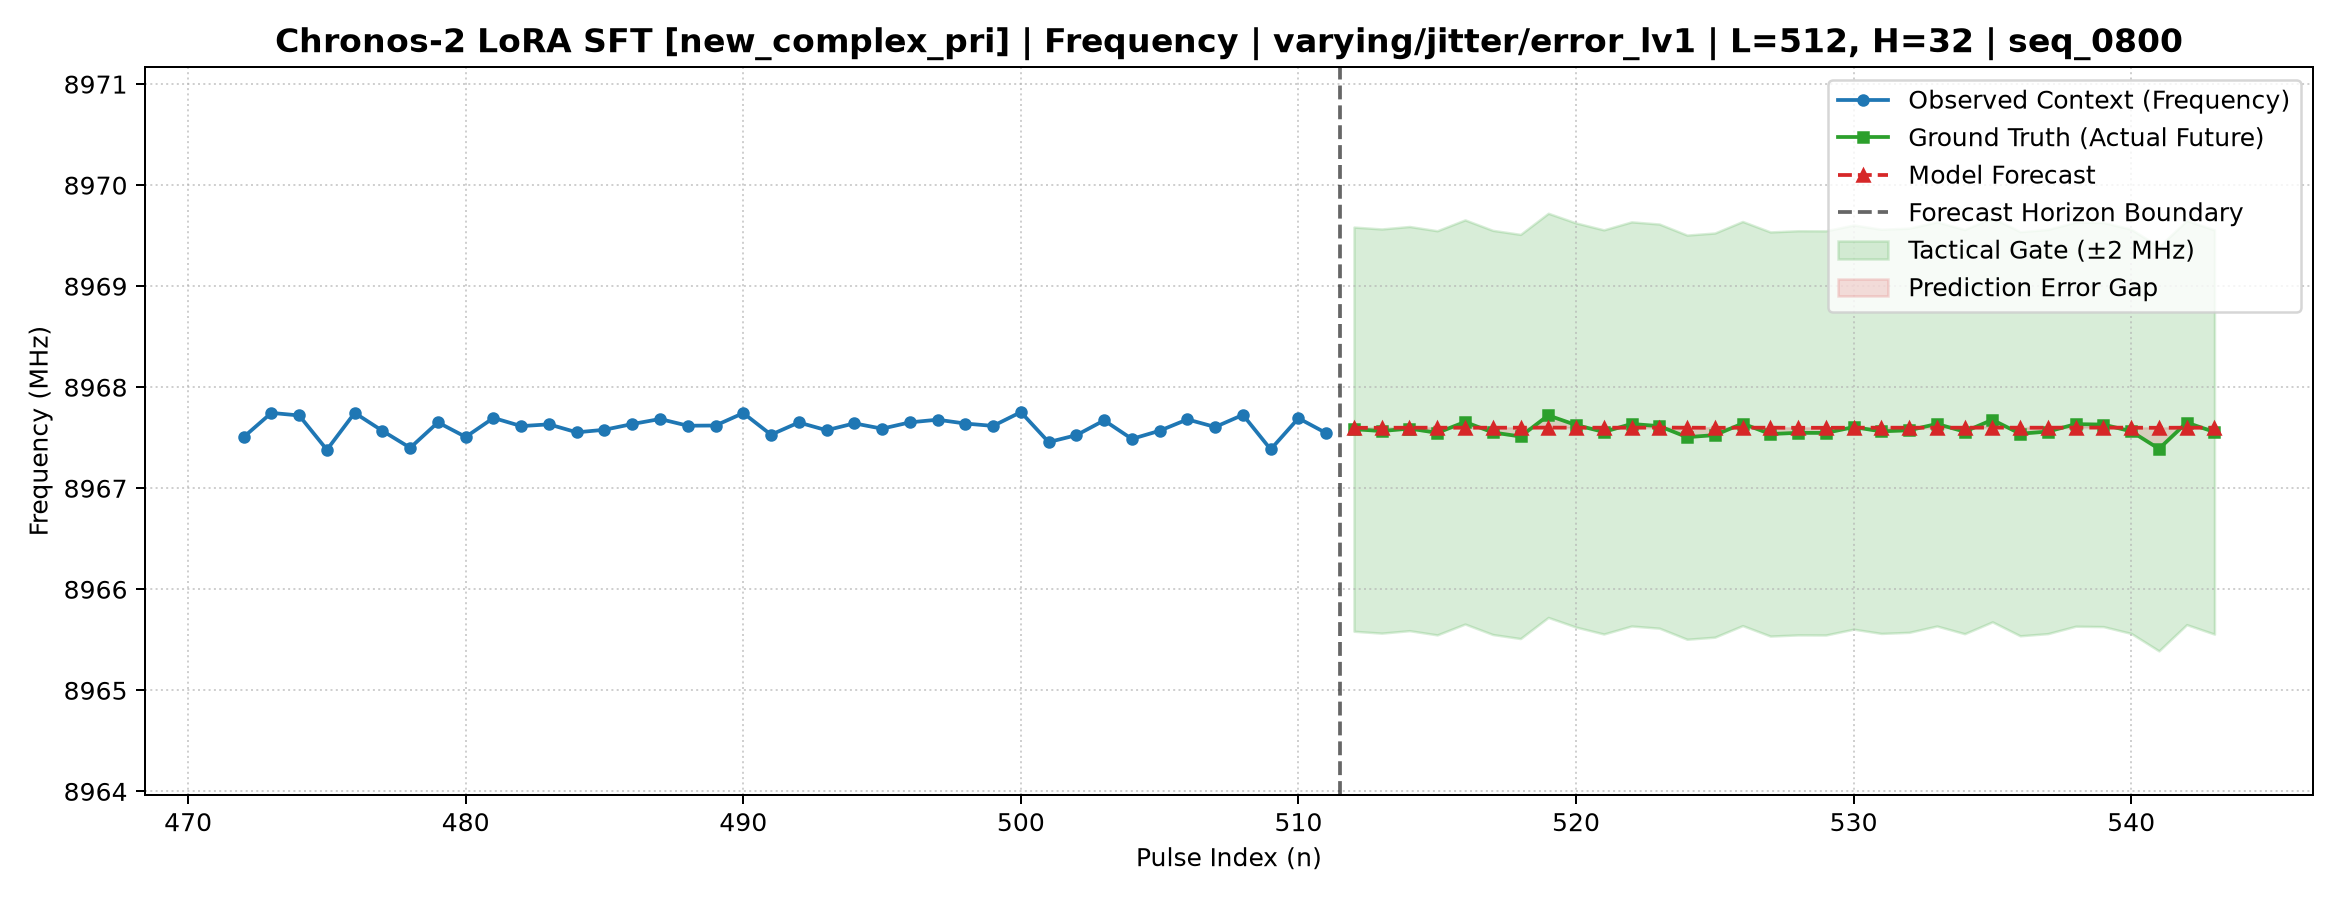 Chronos-2 LoRA SFT [new_complex_pri] | Frequency | varying/jitter/error_lv1 | L=512, H=32 | seq_0800
Observed Context (Frequency)
Ground Truth (Actual Future)
Model Forecast
Forecast Horizon Boundary
Tactical Gate (±2 MHz)
Prediction Error Gap
Frequency (MHz)
8971
8970
8969
8968
8967
8966
8965
8964
470 480 490 500 510 520 530 540
Pulse Index (n)